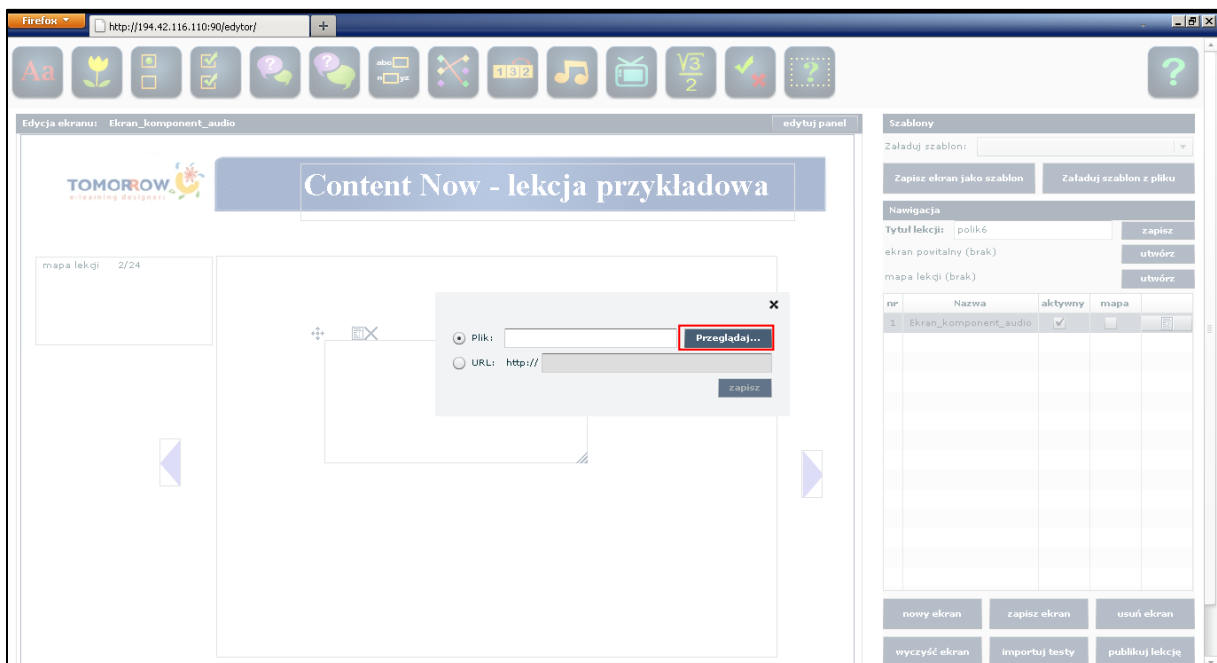 Firefox
http://194.42.116.110:90/edytor/
+
Aa
abc
n yz
1 3 2
√3
2
?
?
Edycja ekranu: Ekran_komponent_audio
edytuj panel
TOMORROW
e-learning designers
Content Now - lekcja przykładowa
mapa lekcji 2/24
Plik:
Przeglądaj...
URL: http://
zapisz
Szablony
Załaduj szablon:
Zapisz ekran jako szablon
Załaduj szablon z pliku
Nawigacja
Tytuł lekcji: polik6
zapisz
ekran powitalny (brak)
utwórz
mapa lekcji (brak)
utwórz
nr Nazwa aktywny mapa
1 Ekran_komponent_audio
nowy ekran
zapisz ekran
usuń ekran
wyczyść ekran
importuj testy
publikuj lekcję